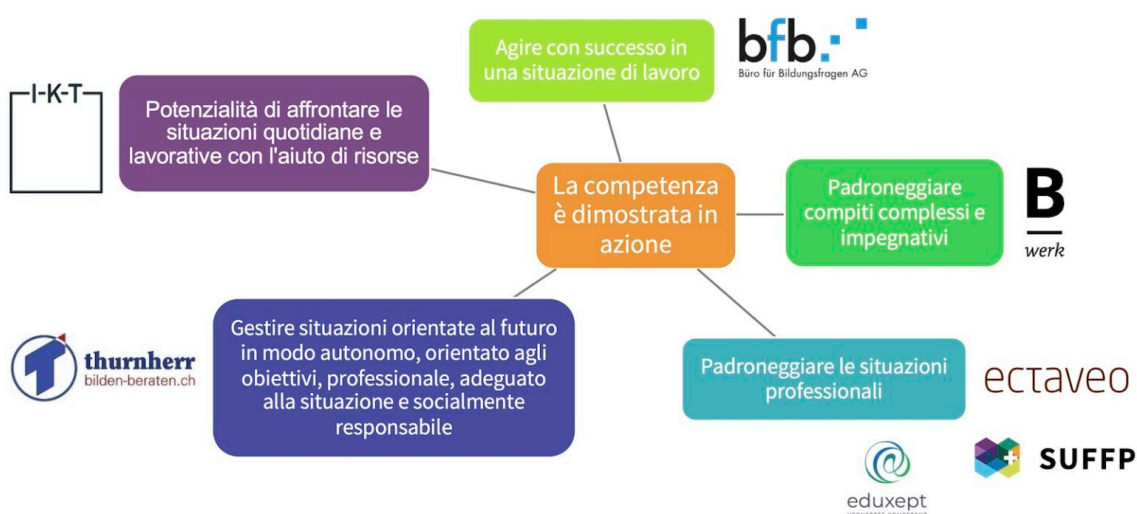 Agire con successo in
una situazione di lavoro
bfb
Büro für Bildungsfragen AG
I-K-T
Potenzialità di affrontare le
situazioni quotidiane e
lavorative con l'aiuto di risorse
La competenza
è dimostrata in
azione
Padroneggiare
compiti complessi e
impegnativi
B
werk
thurnherr
bilden-beraten.ch
Gestire situazioni orientate al futuro
in modo autonomo, orientato agli
obiettivi, professionale, adeguato
alla situazione e socialmente
responsabile
Padroneggiare le situazioni
professionali
ectaveo
eduxept
SUFFP